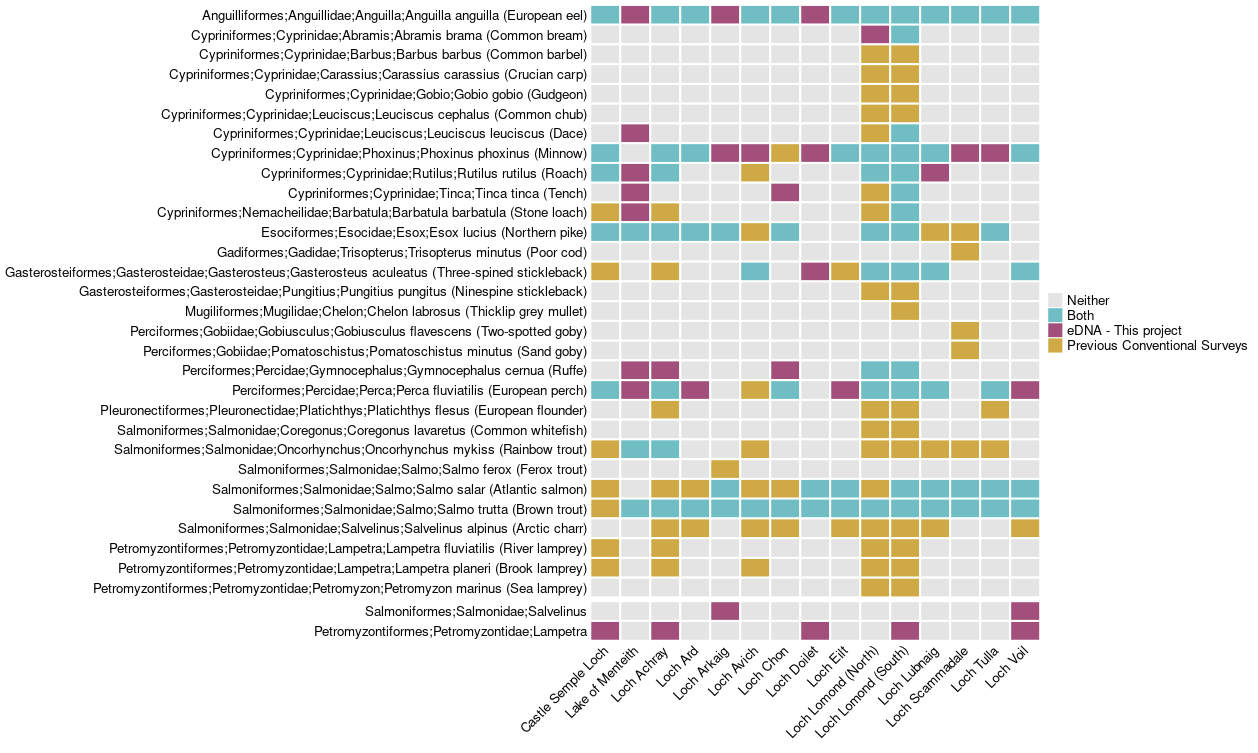 Anguilliformes;Anguillidae;Anguilla;Anguilla anguilla (European eel)
Cypriniformes;Cyprinidae;Abramis;Abramis brama (Common bream)
Cypriniformes;Cyprinidae;Barbus;Barbus barbus (Common barbel)
Cypriniformes;Cyprinidae;Carassius;Carassius carassius (Crucian carp)
Cypriniformes;Cyprinidae;Gobio;Gobio gobio (Gudgeon)
Cypriniformes;Cyprinidae;Leuciscus;Leuciscus cephalus (Common chub)
Cypriniformes;Cyprinidae;Leuciscus;Leuciscus leuciscus (Dace)
Cypriniformes;Cyprinidae;Phoxinus;Phoxinus phoxinus (Minnow)
Cypriniformes;Cyprinidae;Rutilus;Rutilus rutilus (Roach)
Cypriniformes;Cyprinidae;Tinca;Tinca tinca (Tench)
Cypriniformes;Nemacheilidae;Barbatula;Barbatula barbatula (Stone loach)
Esociformes;Esocidae;Esox;Esox lucius (Northern pike)
Gadiformes;Gadidae;Trisopterus;Trisopterus minutus (Poor cod)
Gasterosteiformes;Gasterosteidae;Gasterosteus;Gasterosteus aculeatus (Three-spined stickleback)
Gasterosteiformes;Gasterosteidae;Pungitius;Pungitius pungitus (Ninespine stickleback)
Mugiliformes;Mugilidae;Chelon;Chelon labrosus (Thicklip grey mullet)
Perciformes;Gobiidae;Gobiusculus;Gobiusculus flavescens (Two-spotted goby)
Perciformes;Gobiidae;Pomatoschistus;Pomatoschistus minutus (Sand goby)
Perciformes;Percidae;Gymnocephalus;Gymnocephalus cernua (Ruffe)
Perciformes;Percidae;Perca;Perca fluviatilis (European perch)
Pleuronectiformes;Pleuronectidae;Platichthys;Platichthys flesus (European flounder)
Salmoniformes;Salmonidae;Coregonus;Coregonus lavaretus (Common whitefish)
Salmoniformes;Salmonidae;Oncorhynchus;Oncorhynchus mykiss (Rainbow trout)
Salmoniformes;Salmonidae;Salmo;Salmo ferox (Ferox trout)
Salmoniformes;Salmonidae;Salmo;Salmo salar (Atlantic salmon)
Salmoniformes;Salmonidae;Salmo;Salmo trutta (Brown trout)
Salmoniformes;Salmonidae;Salvelinus;Salvelinus alpinus (Arctic charr)
Petromyzontiformes;Petromyzontidae;Lampetra;Lampetra fluviatilis (River lamprey)
Petromyzontiformes;Petromyzontidae;Lampetra;Lampetra planeri (Brook lamprey)
Petromyzontiformes;Petromyzontidae;Petromyzon;Petromyzon marinus (Sea lamprey)
Salmoniformes;Salmonidae;Salvelinus
Petromyzontiformes;Petromyzontidae;Lampetra
Castle Semple Loch
Lake of Menteith
Loch Achray
Loch Ard
Loch Arkaig
Loch Avich
Loch Chon
Loch Doilet
Loch Eilt
Loch Lomond (North)
Loch Lomond (South)
Loch Lubnaig
Loch Scammadale
Loch Tulla
Loch Voil
Neither
Both
eDNA - This project
Previous Conventional Surveys